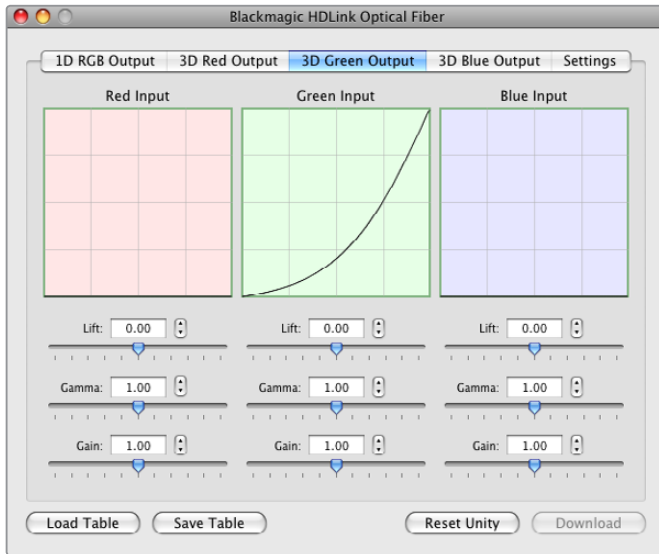 Blackmagic HDLink Optical Fiber
1D RGB Output 3D Red Output 3D Green Output 3D Blue Output Settings
Red Input Green Input Blue Input
Lift: 0.00 Lift: 0.00 Lift: 0.00
Gamma: 1.00 Gamma: 1.00 Gamma: 1.00
Gain: 1.00 Gain: 1.00 Gain: 1.00
Load Table Save Table Reset Unity Download